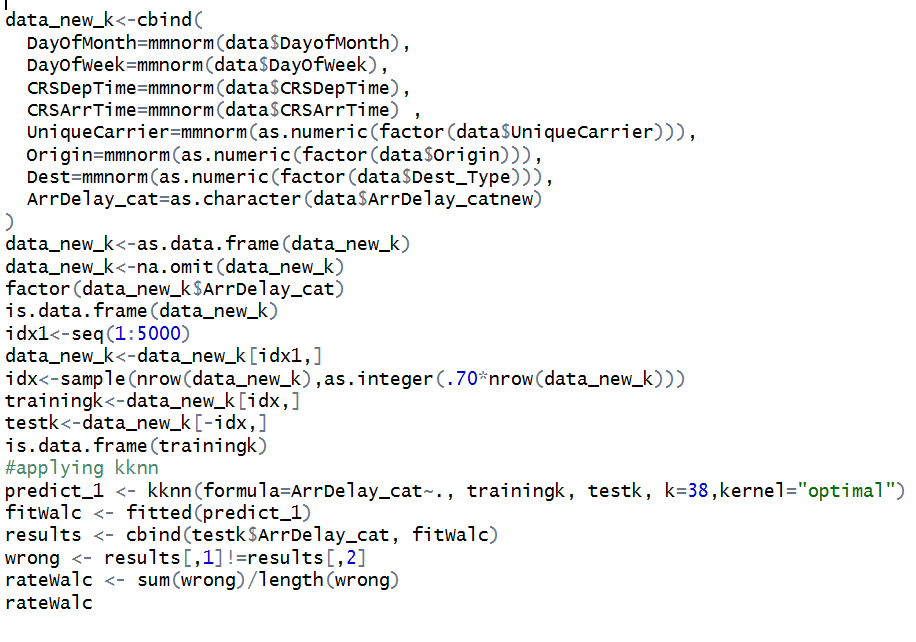 data_new_k<-cbind(
  DayOfMonth=mmnorm(data$DayofMonth),
  DayOfWeek=mmnorm(data$DayOfWeek),
  CRSDepTime=mmnorm(data$CRSDepTime),
  CRSArrTime=mmnorm(data$CRSArrTime) ,
  UniqueCarrier=mmnorm(as.numeric(factor(data$UniqueCarrier))),
  Origin=mmnorm(as.numeric(factor(data$Origin))),
  Dest=mmnorm(as.numeric(factor(data$Dest_Type))),
  ArrDelay_cat=as.character(data$ArrDelay_catnew)
)
data_new_k<-as.data.frame(data_new_k)
data_new_k<-na.omit(data_new_k)
factor(data_new_k$ArrDelay_cat)
is.data.frame(data_new_k)
idx1<-seq(1:5000)
data_new_k<-data_new_k[idx1,]
idx<-sample(nrow(data_new_k),as.integer(.70*nrow(data_new_k)))
trainingk<-data_new_k[idx,]
testk<-data_new_k[-idx,]
is.data.frame(trainingk)
#applying kknn
predict_1 <- kknn(formula=ArrDelay_cat~., trainingk, testk, k=38,kernel="optimal")
fitWalc <- fitted(predict_1)
results <- cbind(testk$ArrDelay_cat, fitWalc)
wrong <- results[,1]!=results[,2]
rateWalc <- sum(wrong)/length(wrong)
rateWalc